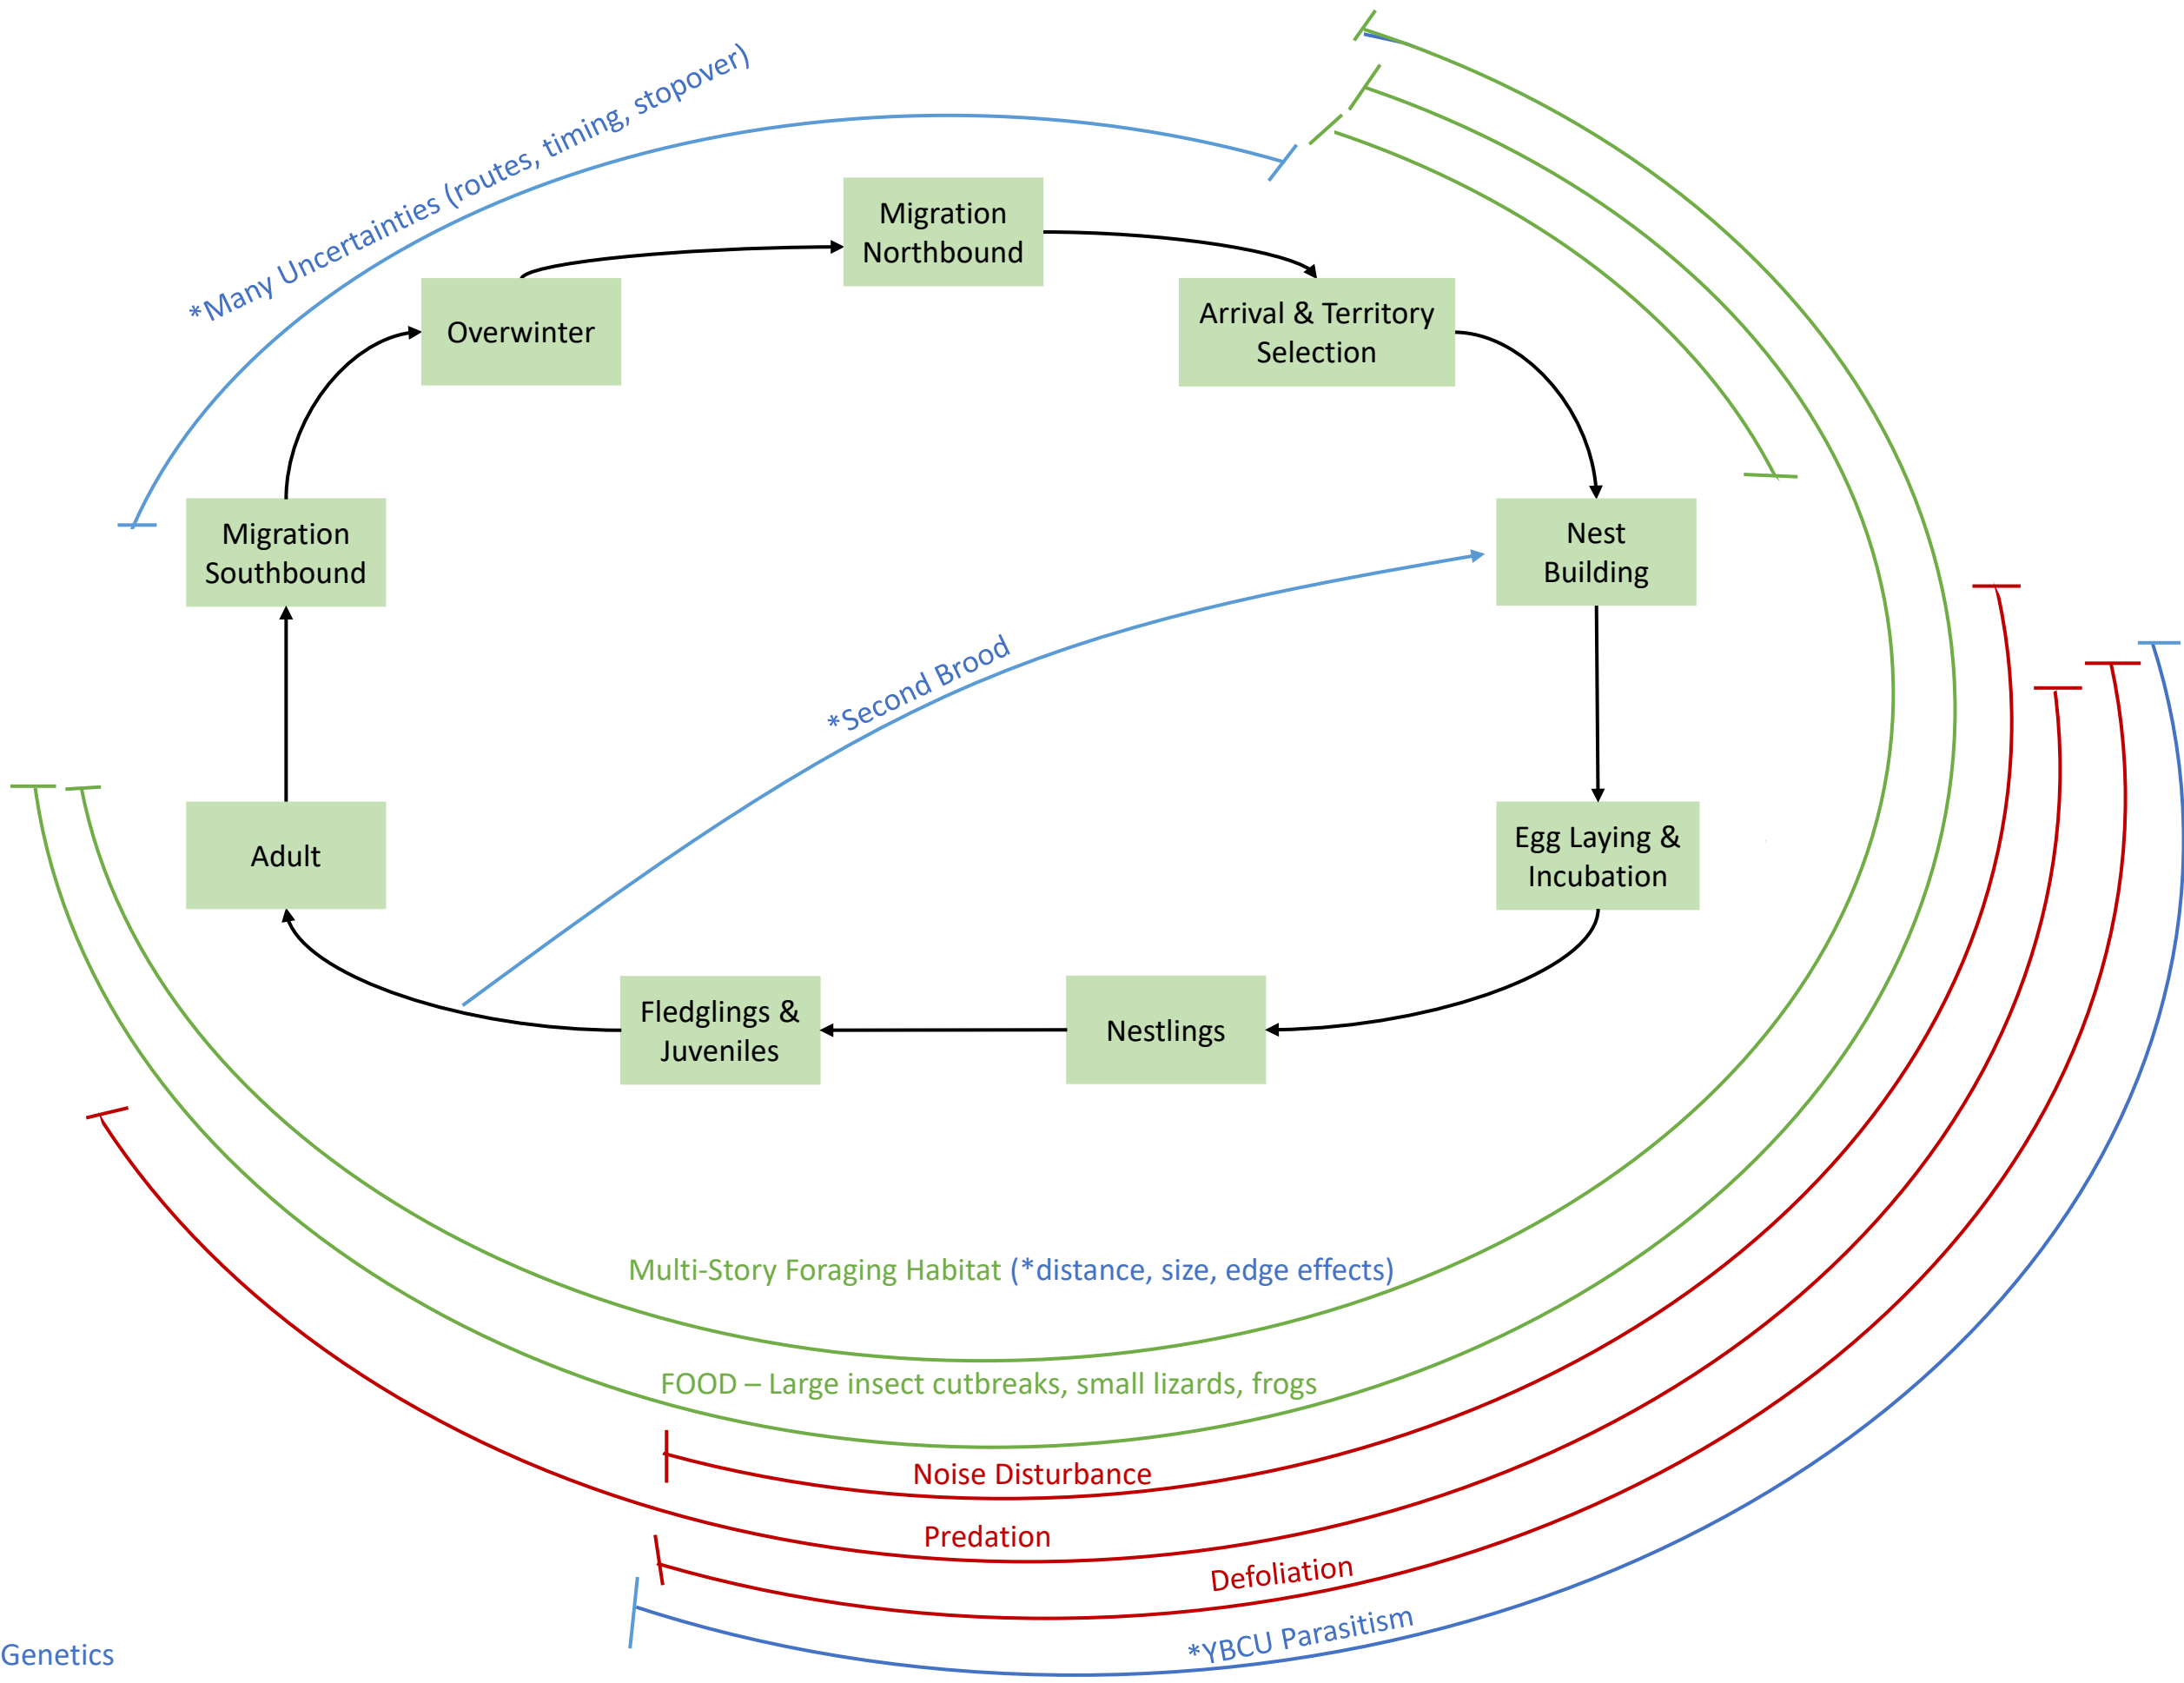 *Many Uncertainties (routes, timing, stopover)
Migration
Northbound
Overwinter
Arrival & Territory
Selection
Migration
Southbound
Nest
Building
*Second Brood
Adult
Egg Laying &
Incubation
Fledglings &
Juveniles
Nestlings
Multi-Story Foraging Habitat (*distance, size, edge effects)
FOOD – Large insect cutbreaks, small lizards, frogs
Noise Disturbance
Predation
Defoliation
*YBCU Parasitism
Genetics